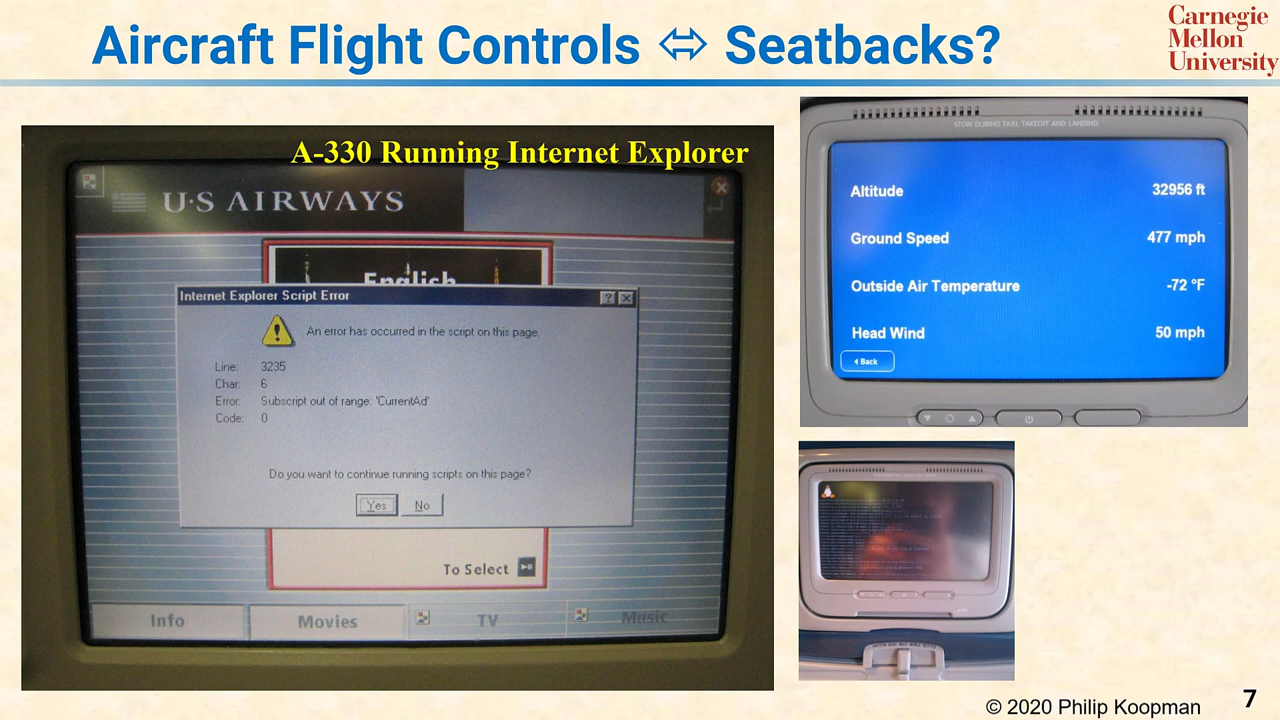 Aircraft Flight Controls ⇔ Seatbacks?
Carnegie
Mellon
University
A-330 Running Internet Explorer
U·S AIRWAYS
English
Internet Explorer Script Error
An error has occurred in the script on this page.
Line: 3235
Char: 6
Error: Subscript out of range: 'CurrentAd'
Code: 0
Do you want to continue running scripts on this page?
Yes No
To Select
Info Movies TV Music
STOW DURING TAXI, TAKEOFF AND LANDING
Altitude 32956 ft
Ground Speed 477 mph
Outside Air Temperature -72 °F
Head Wind 50 mph
Back
© 2020 Philip Koopman
7